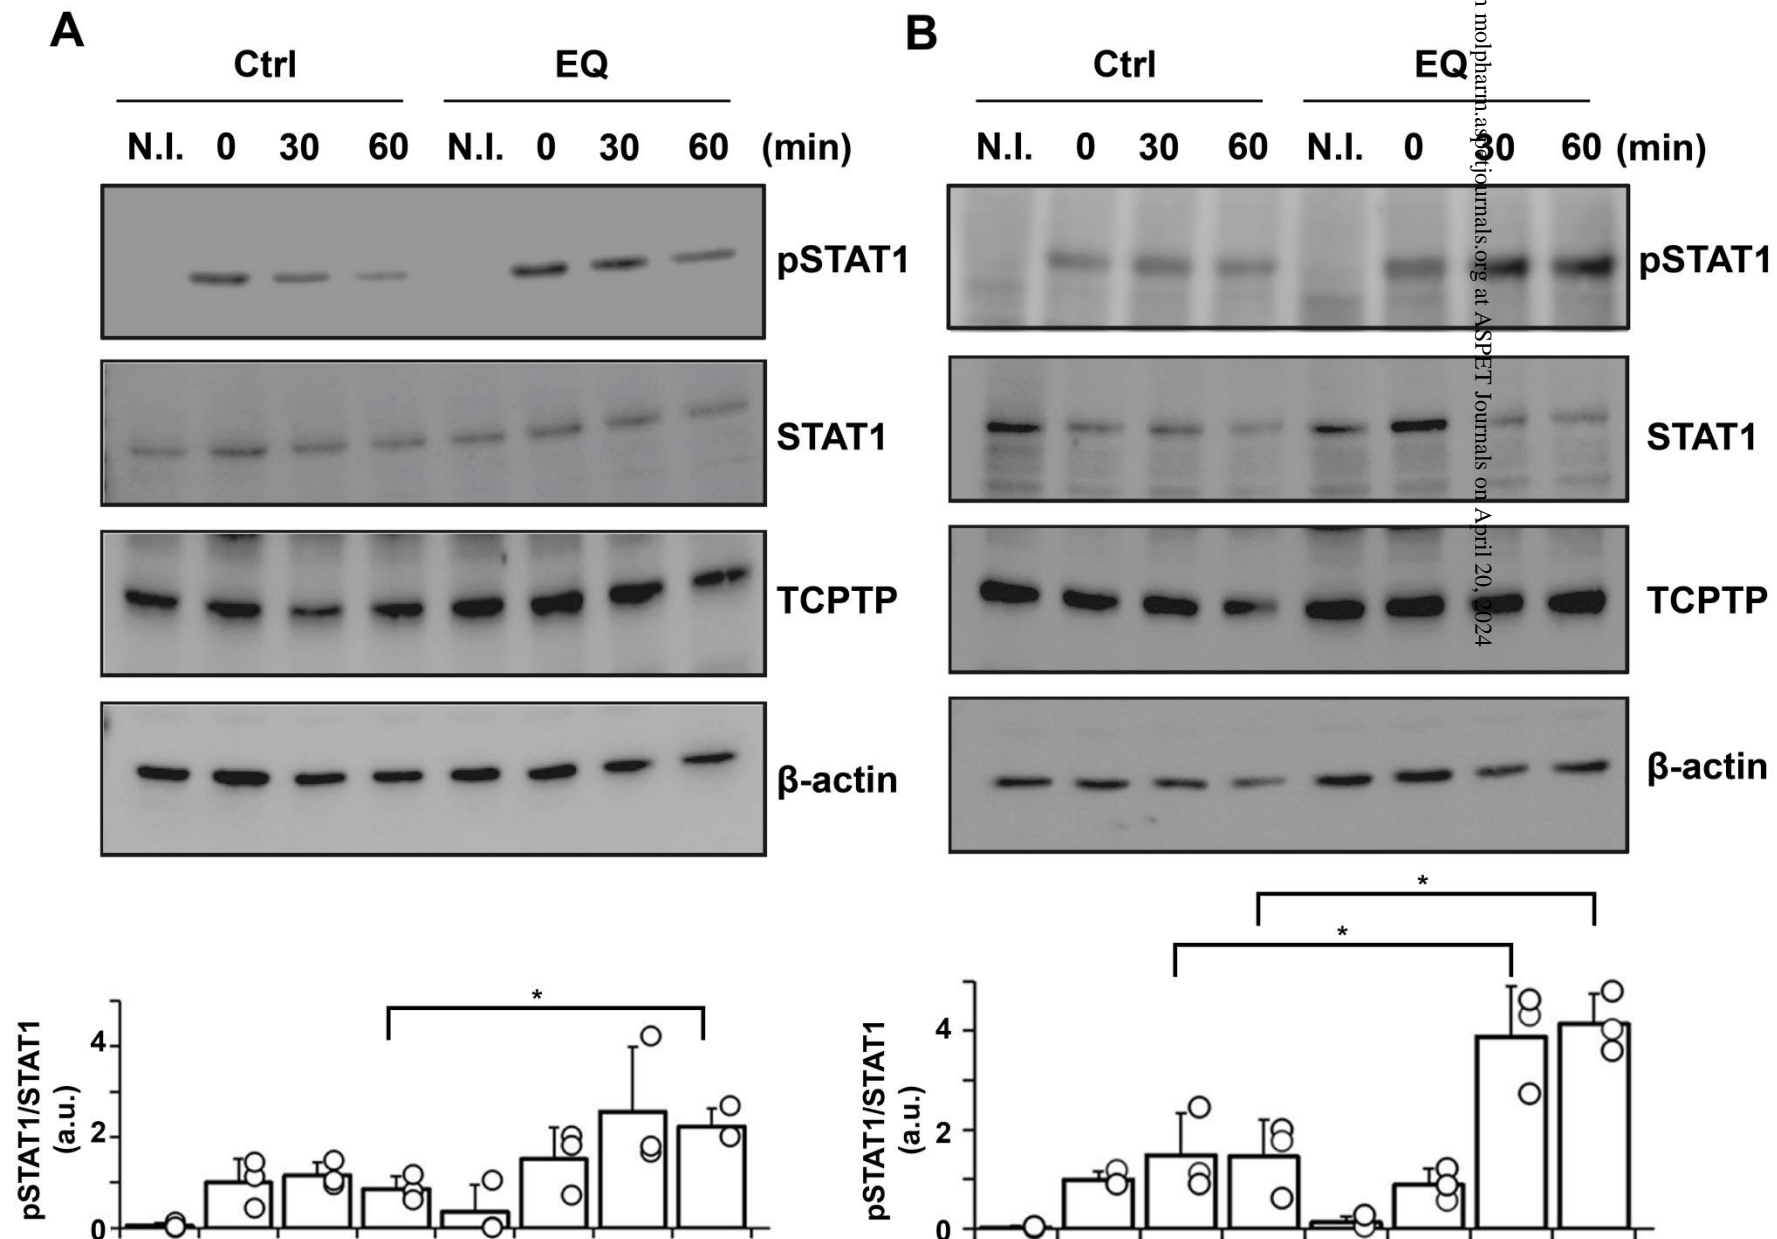 A
Ctrl
EQ
N.I. 0 30 60 N.I. 0 30 60 (min)
pSTAT1
STAT1
TCPTP
β-actin
*
pSTAT1/STAT1
(a.u.)
4
2
0
B
Ctrl
EQ
N.I. 0 30 60 N.I. 0 30 60 (min)
pSTAT1
STAT1
TCPTP
β-actin
*
*
pSTAT1/STAT1
(a.u.)
4
2
0
molpharm.aspetjournals.org at ASPET Journals on April 20, 2024